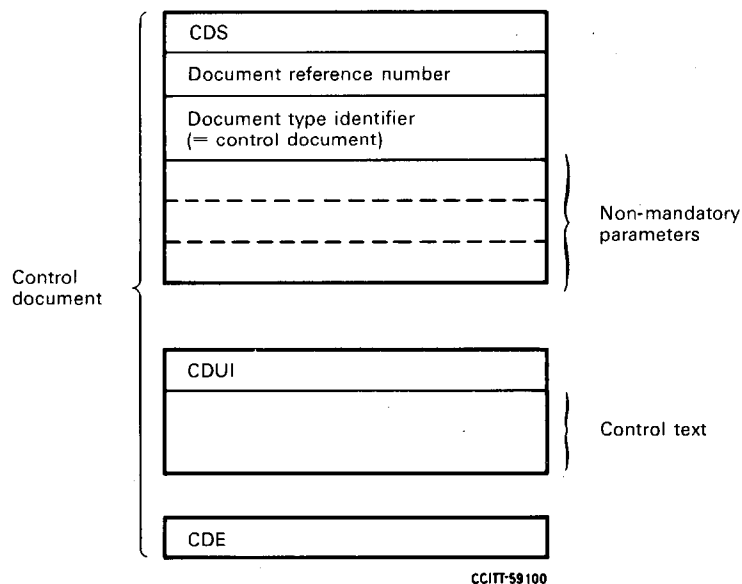 CDS
Document reference number
Document type identifier
(= control document)
Non-mandatory
parameters
Control
document
CDUI
Control text
CDE
CCITT-59100